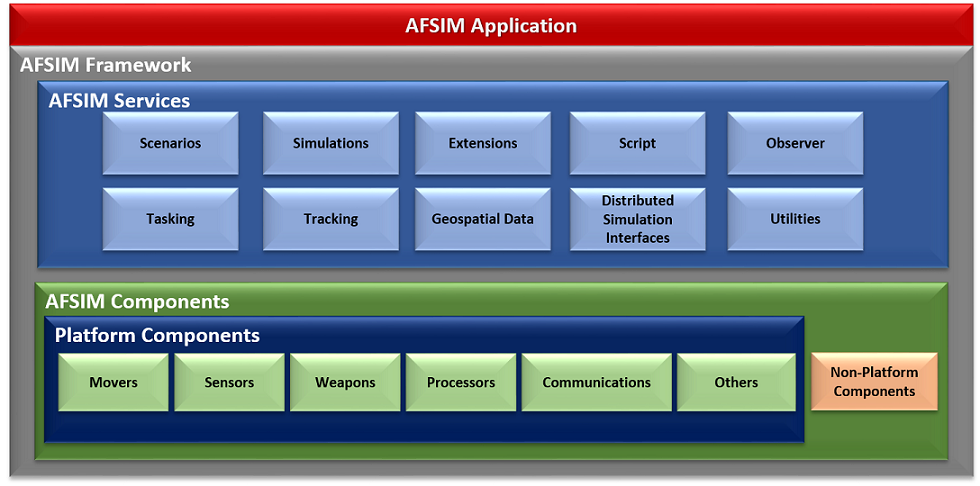 AFSIM Application
AFSIM Framework
AFSIM Services
Scenarios
Simulations
Extensions
Script
Observer
Tasking
Tracking
Geospatial Data
Distributed
Simulation
Interfaces
Utilities
AFSIM Components
Platform Components
Movers
Sensors
Weapons
Processors
Communications
Others
Non-Platform
Components